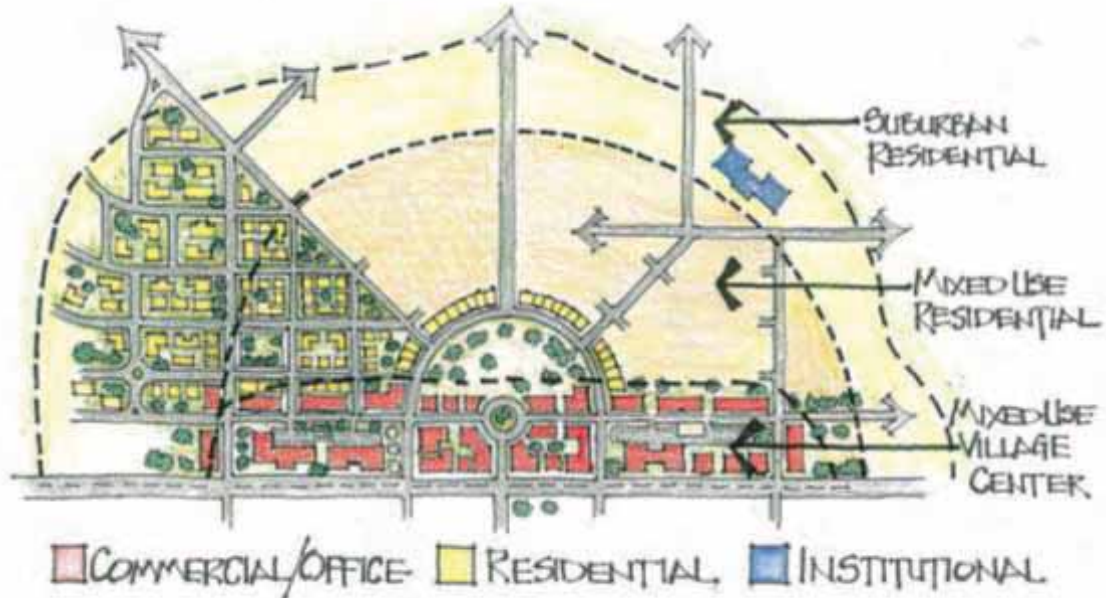 SUBURBAN
RESIDENTIAL
MIXED USE
RESIDENTIAL
MIXED USE
VILLAGE
CENTER
COMMERCIAL/OFFICE RESIDENTIAL INSTITUTIONAL